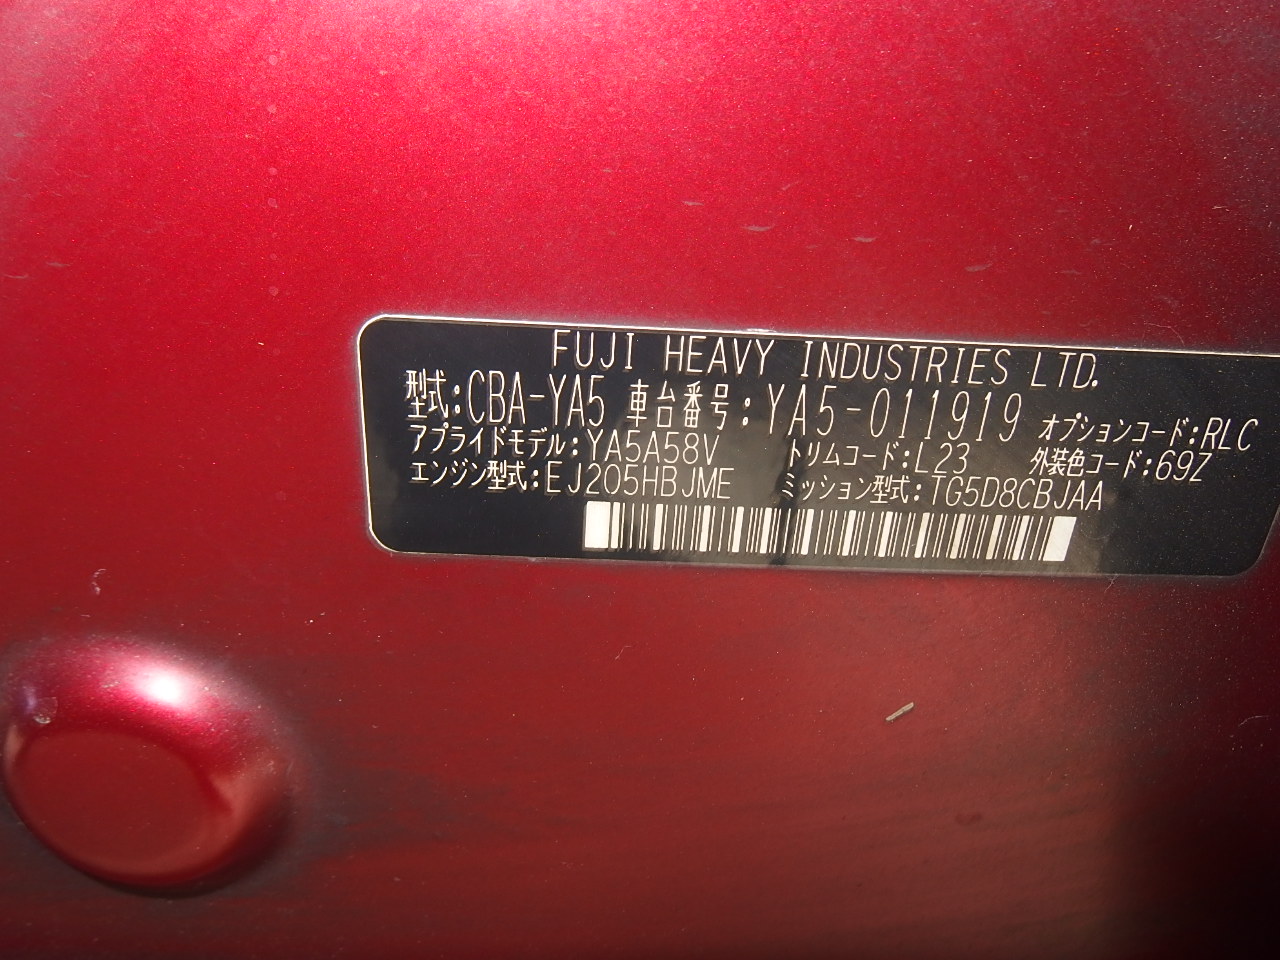 FUJI HEAVY INDUSTRIES LTD.
型式:CBA-YA5 車台番号:YA5-011919 オプションコード:RLC
アプライドモデル:YA5A58V トリムコード:L23 外装色コード:69Z
エンジン型式:EJ205HBJME ミッション型式:TG5D8CBJAA